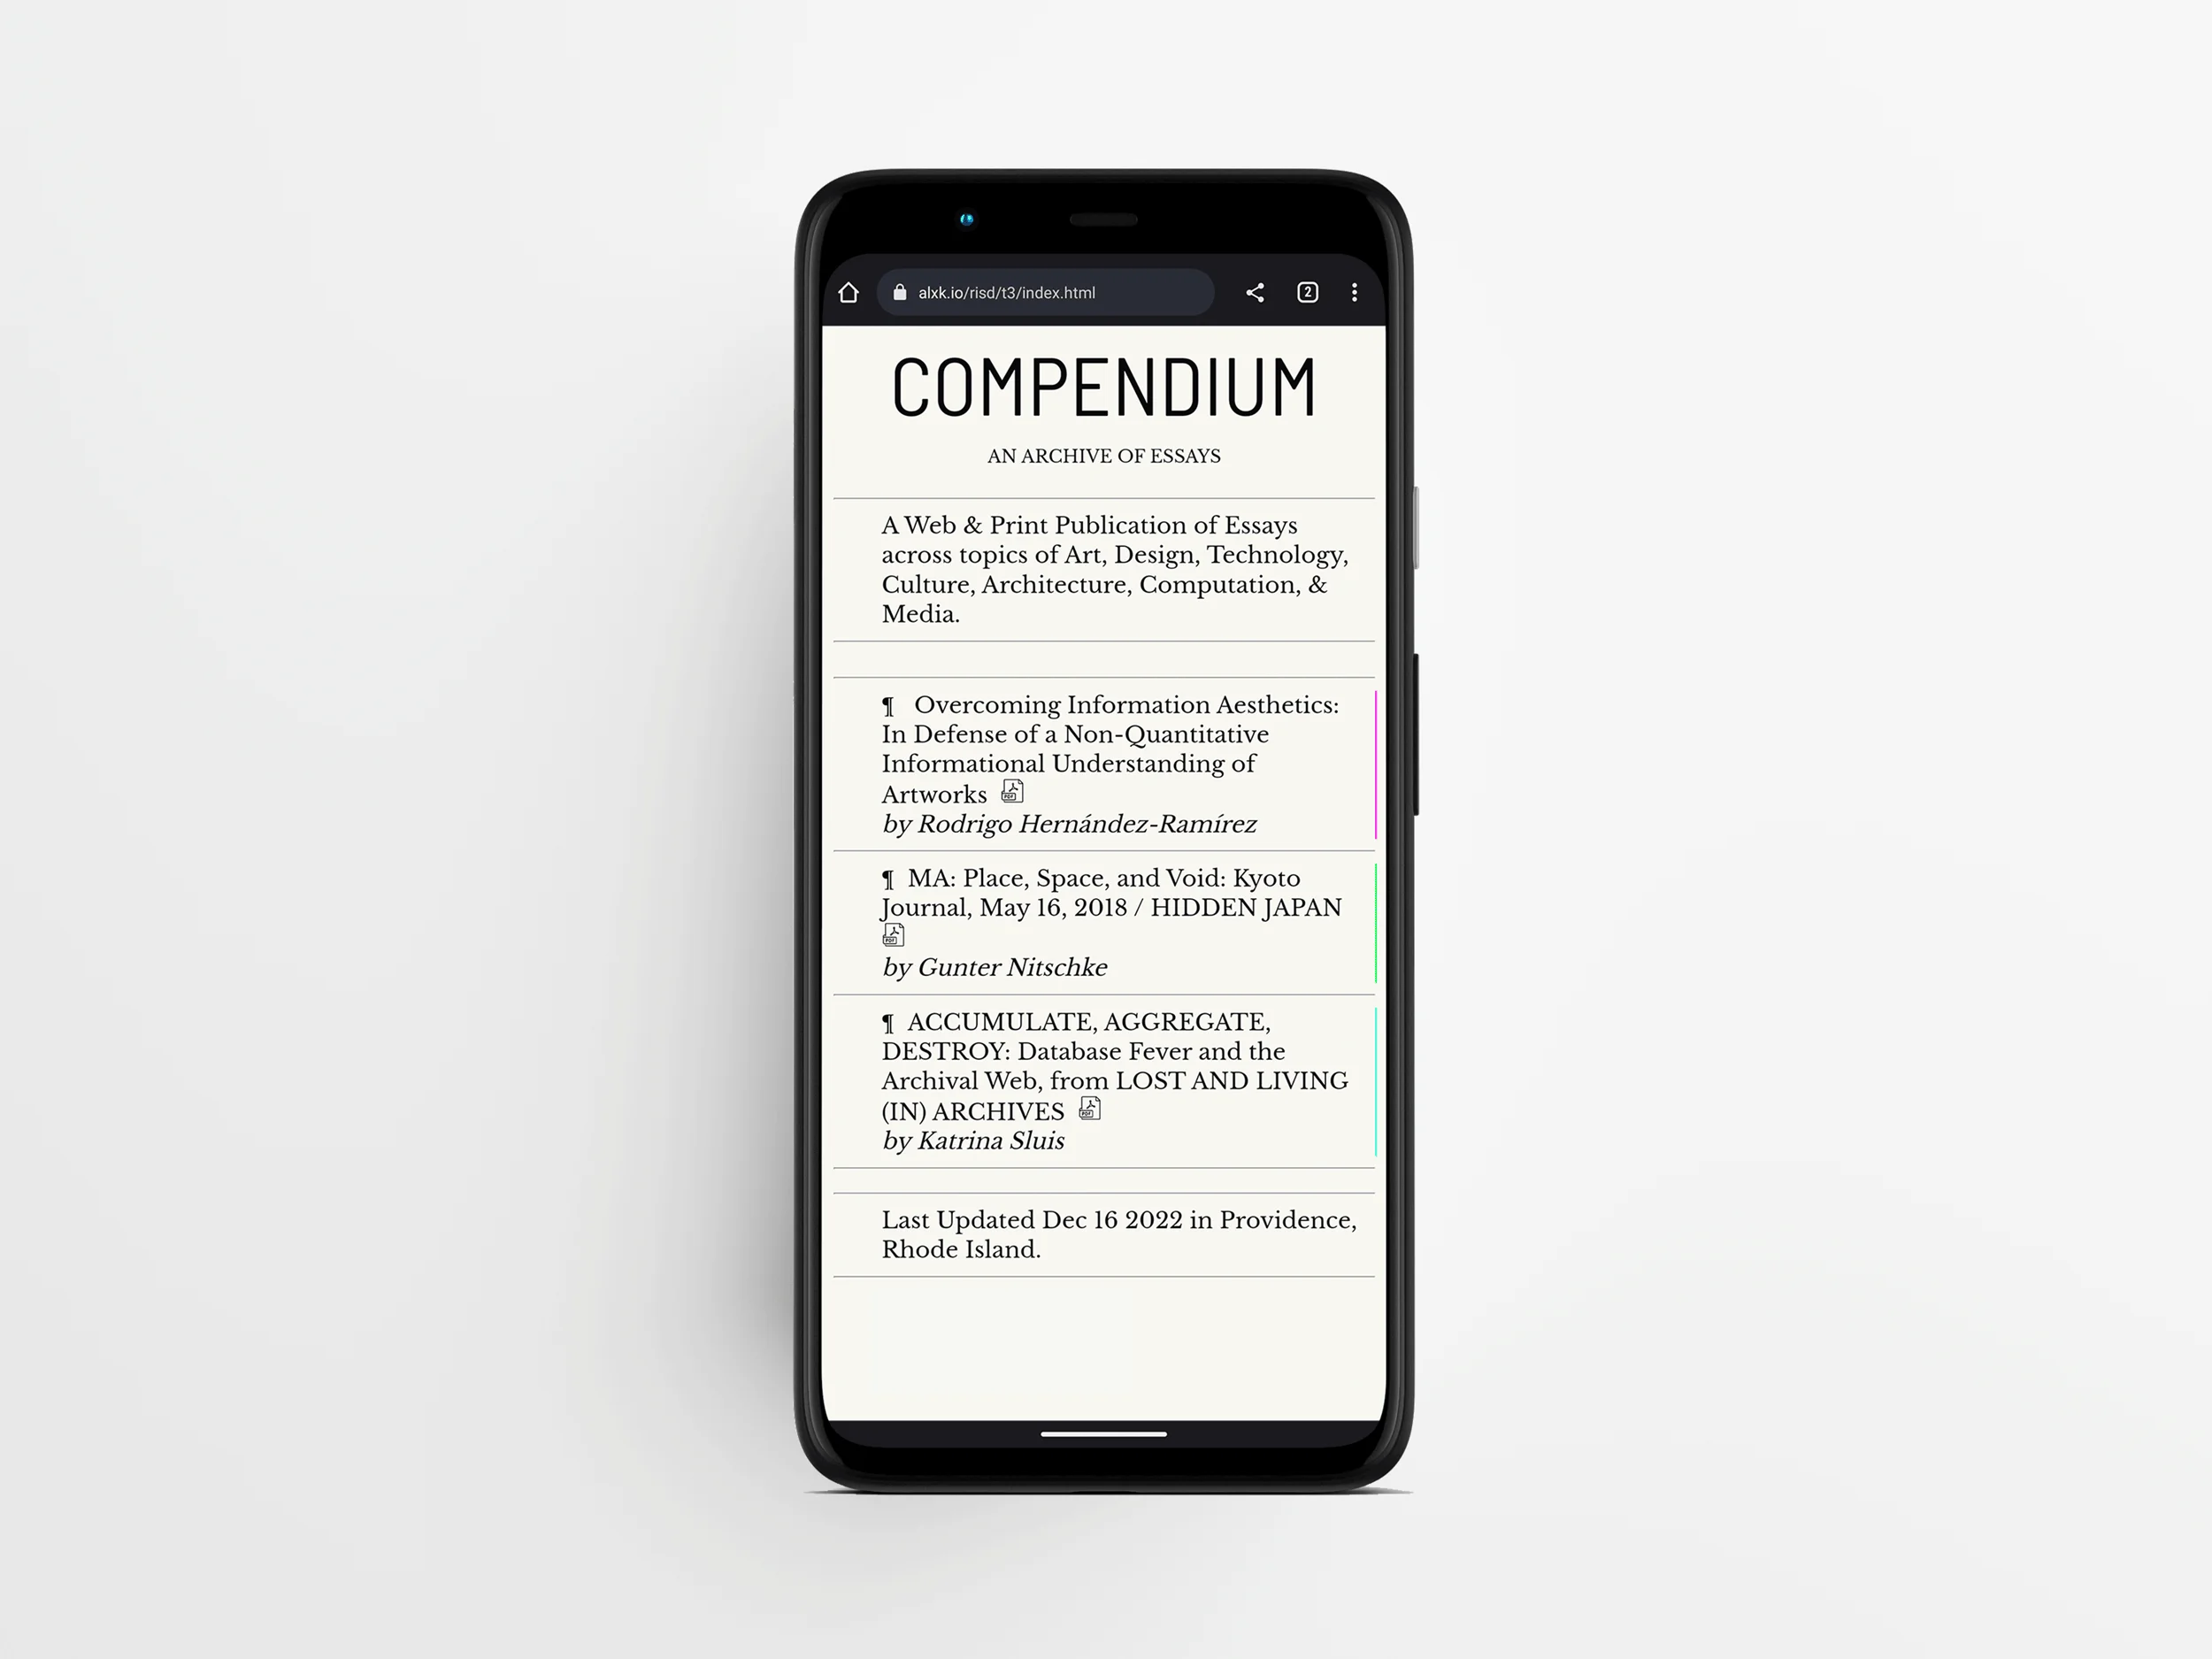 alxk.io/risd/t3/index.html
2
COMPENDIUM
AN ARCHIVE OF ESSAYS
A Web & Print Publication of Essays
across topics of Art, Design, Technology,
Culture, Architecture, Computation, &
Media.
¶ Overcoming Information Aesthetics:
In Defense of a Non-Quantitative
Informational Understanding of
Artworks PDF
by Rodrigo Hernández-Ramírez
¶ MA: Place, Space, and Void: Kyoto
Journal, May 16, 2018 / HIDDEN JAPAN
PDF
by Gunter Nitschke
¶ ACCUMULATE, AGGREGATE,
DESTROY: Database Fever and the
Archival Web, from LOST AND LIVING
(IN) ARCHIVES PDF
by Katrina Sluis
Last Updated Dec 16 2022 in Providence,
Rhode Island.